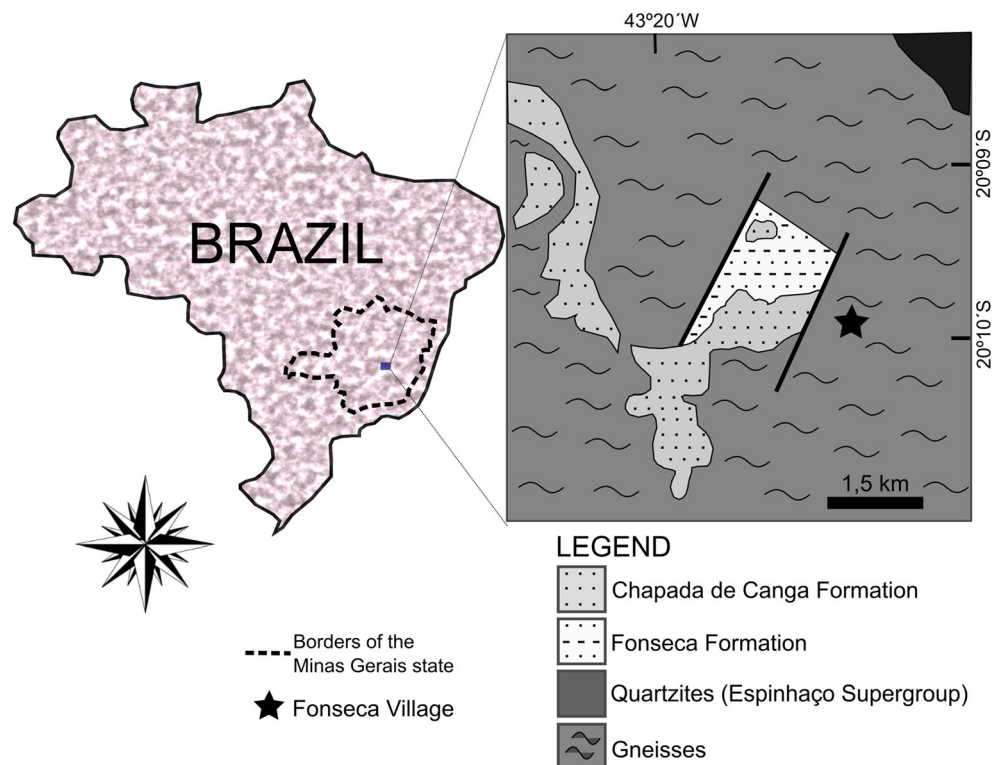 43º20´W
20º09´S
BRAZIL
20º10´S
1,5 km
LEGEND
Chapada de Canga Formation
Borders of the
Minas Gerais state
Fonseca Formation
Quartzites (Espinhaço Supergroup)
Fonseca Village
Gneisses